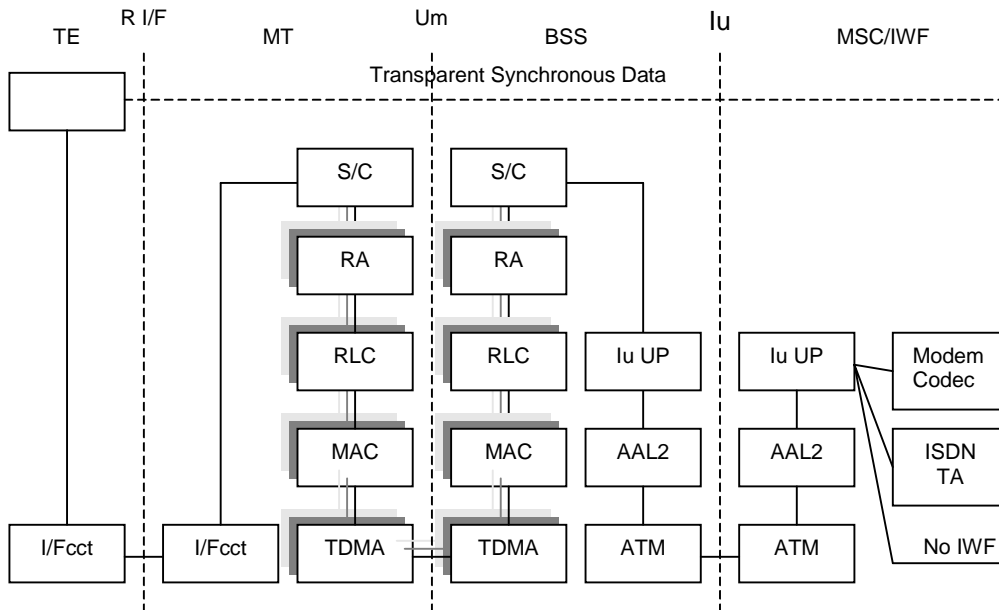 R I/F Um Iu
TE MT BSS MSC/IWF
Transparent Synchronous Data
S/C S/C
RA RA
RLC RLC Iu UP Iu UP Modem
Codec
MAC MAC AAL2 AAL2 ISDN
TA
I/Fcct I/Fcct TDMA TDMA ATM ATM No IWF